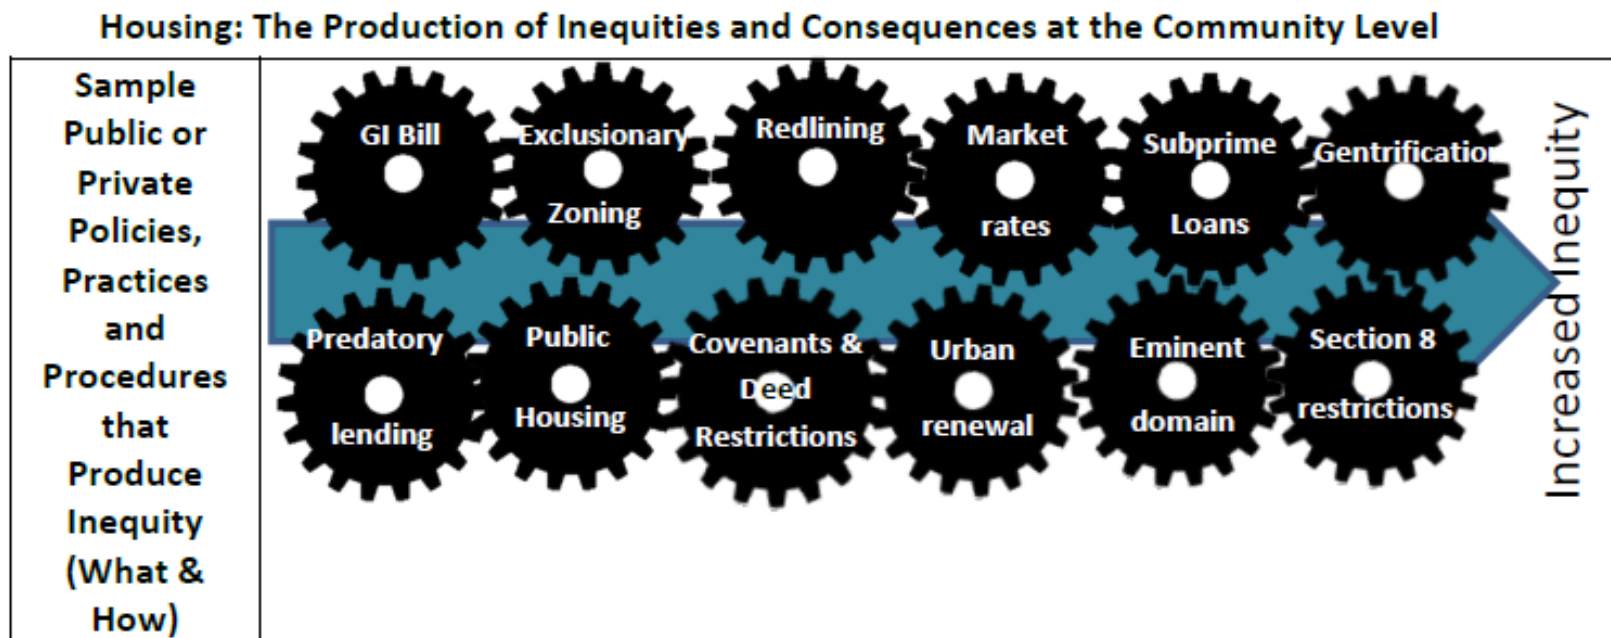 Housing: The Production of Inequities and Consequences at the Community Level
Sample
Public or
Private
Policies,
Practices
and
Procedures
that
Produce
Inequity
(What &
How)
GI Bill
Exclusionary
Zoning
Redlining
Market
rates
Subprime
Loans
Gentrification
Predatory
lending
Public
Housing
Covenants &
Deed
Restrictions
Urban
renewal
Eminent
domain
Section 8
restrictions
Increased Inequity